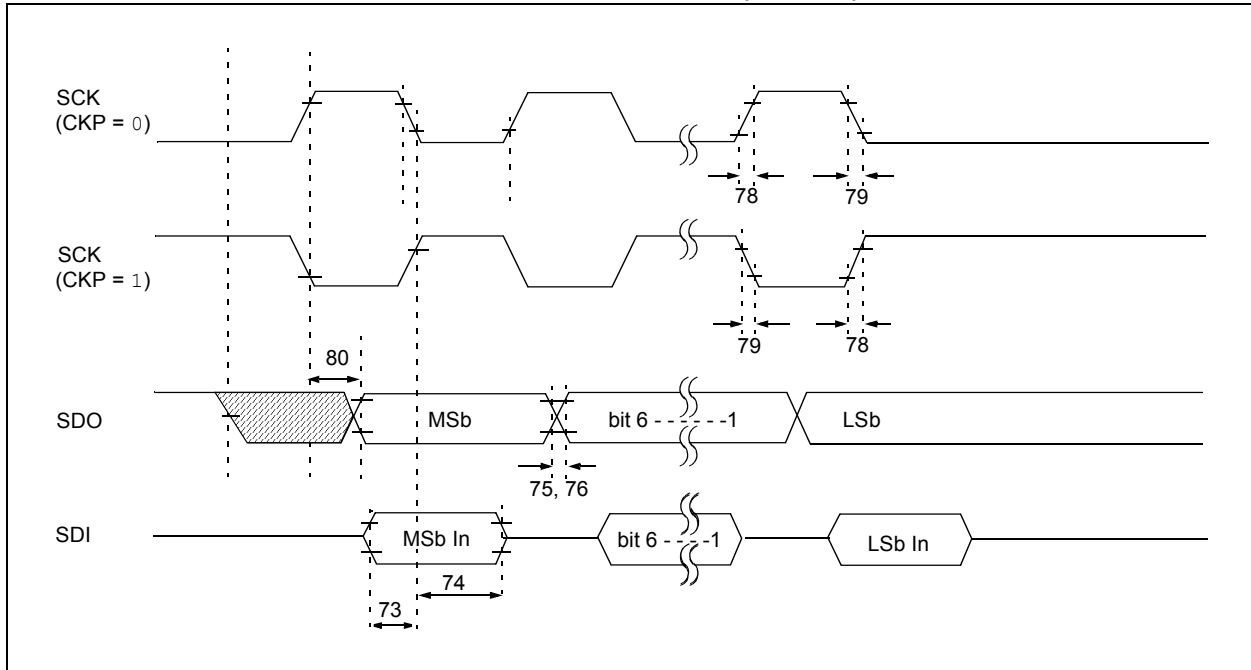 SCK
(CKP = 0)
78
79
SCK
(CKP = 1)
79
78
80
SDO
MSb
bit 6 - - - - - -1
LSb
75, 76
SDI
MSb In
bit 6 - - - - -1
LSb In
74
73